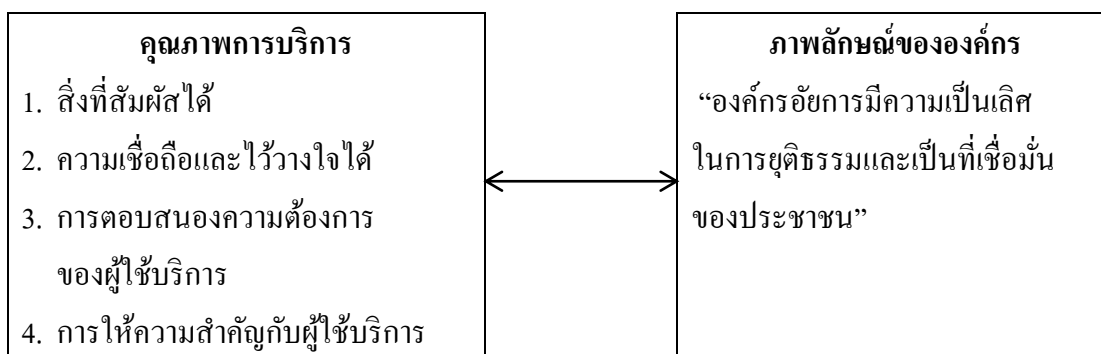 คุณภาพการบริการ
1. สิ่งที่สัมผัสได้
2. ความเชื่อถือและไว้วางใจได้
3. การตอบสนองความต้องการ
ของผู้ใช้บริการ
4. การให้ความสำคัญกับผู้ใช้บริการ
ภาพลักษณ์ขององค์กร
“องค์กรอัยการมีความเป็นเลิศ
ในการยุติธรรมและเป็นที่เชื่อมั่น
ของประชาชน”